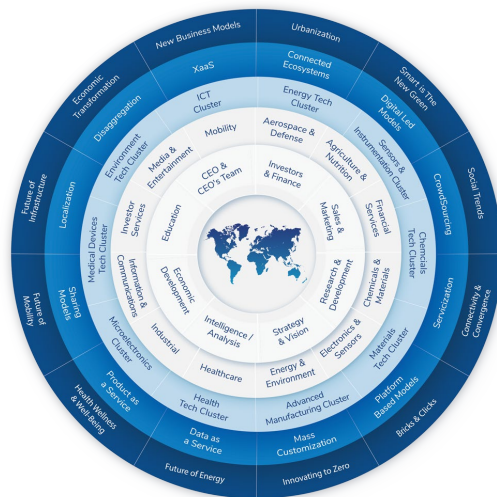 New Business Models
Urbanization
Smart is The
New Green
Social Trends
Connectivity &
Convergence
Bricks & Clicks
Innovating to Zero
Future of Energy
Health Wellness
& Well-Being
Future of
Mobility
Future of
Infrastructure
Economic
Transformation
XaaS
Connected
Ecosystems
Digital Led
Models
CrowdSourcing
Servicization
Platform
Based Models
Mass
Customization
Data as
a Service
Product as
a Service
Sharing
Models
Localization
Disaggregation
ICT
Cluster
Energy Tech
Cluster
Sensors &
Instrumentation Cluster
Chemcials
Tech Cluster
Materials
Tech Cluster
Advanced
Manufacturing Cluster
Health
Tech Cluster
Microelectronics
Cluster
Medical Devices
Tech Cluster
Environment
Tech Cluster
Mobility
Aerospace &
Defense
Agriculture &
Nutrition
Financial
Services
Chemicals &
Materials
Electronics &
Sensors
Energy &
Environment
Healthcare
Industrial
Information &
Communications
Investor
Services
Media &
Entertainment
CEO &
CEO's Team
Investors
& Finance
Sales &
Marketing
Research &
Development
Strategy
& Vision
Intelligence /
Analysis
Economic
Development
Education